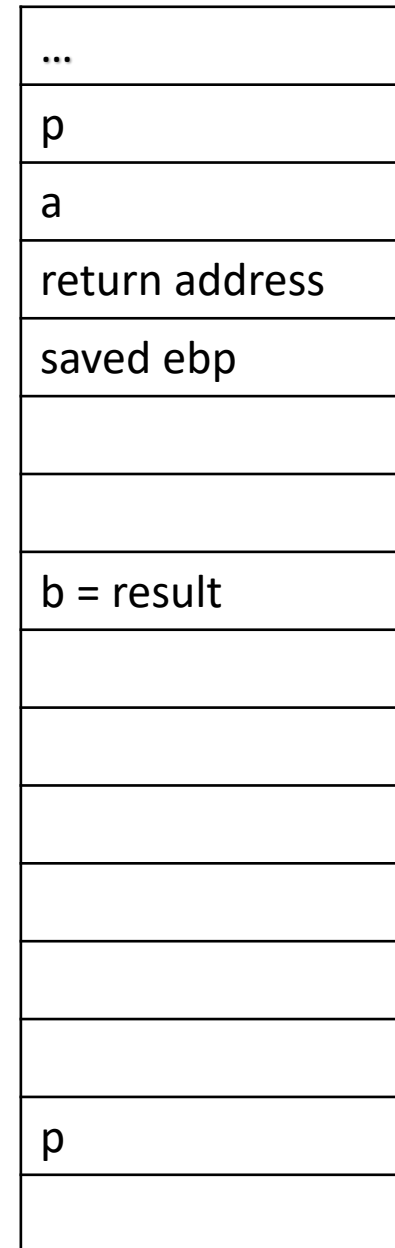 ...
p
a
return address
saved ebp
b = result
p